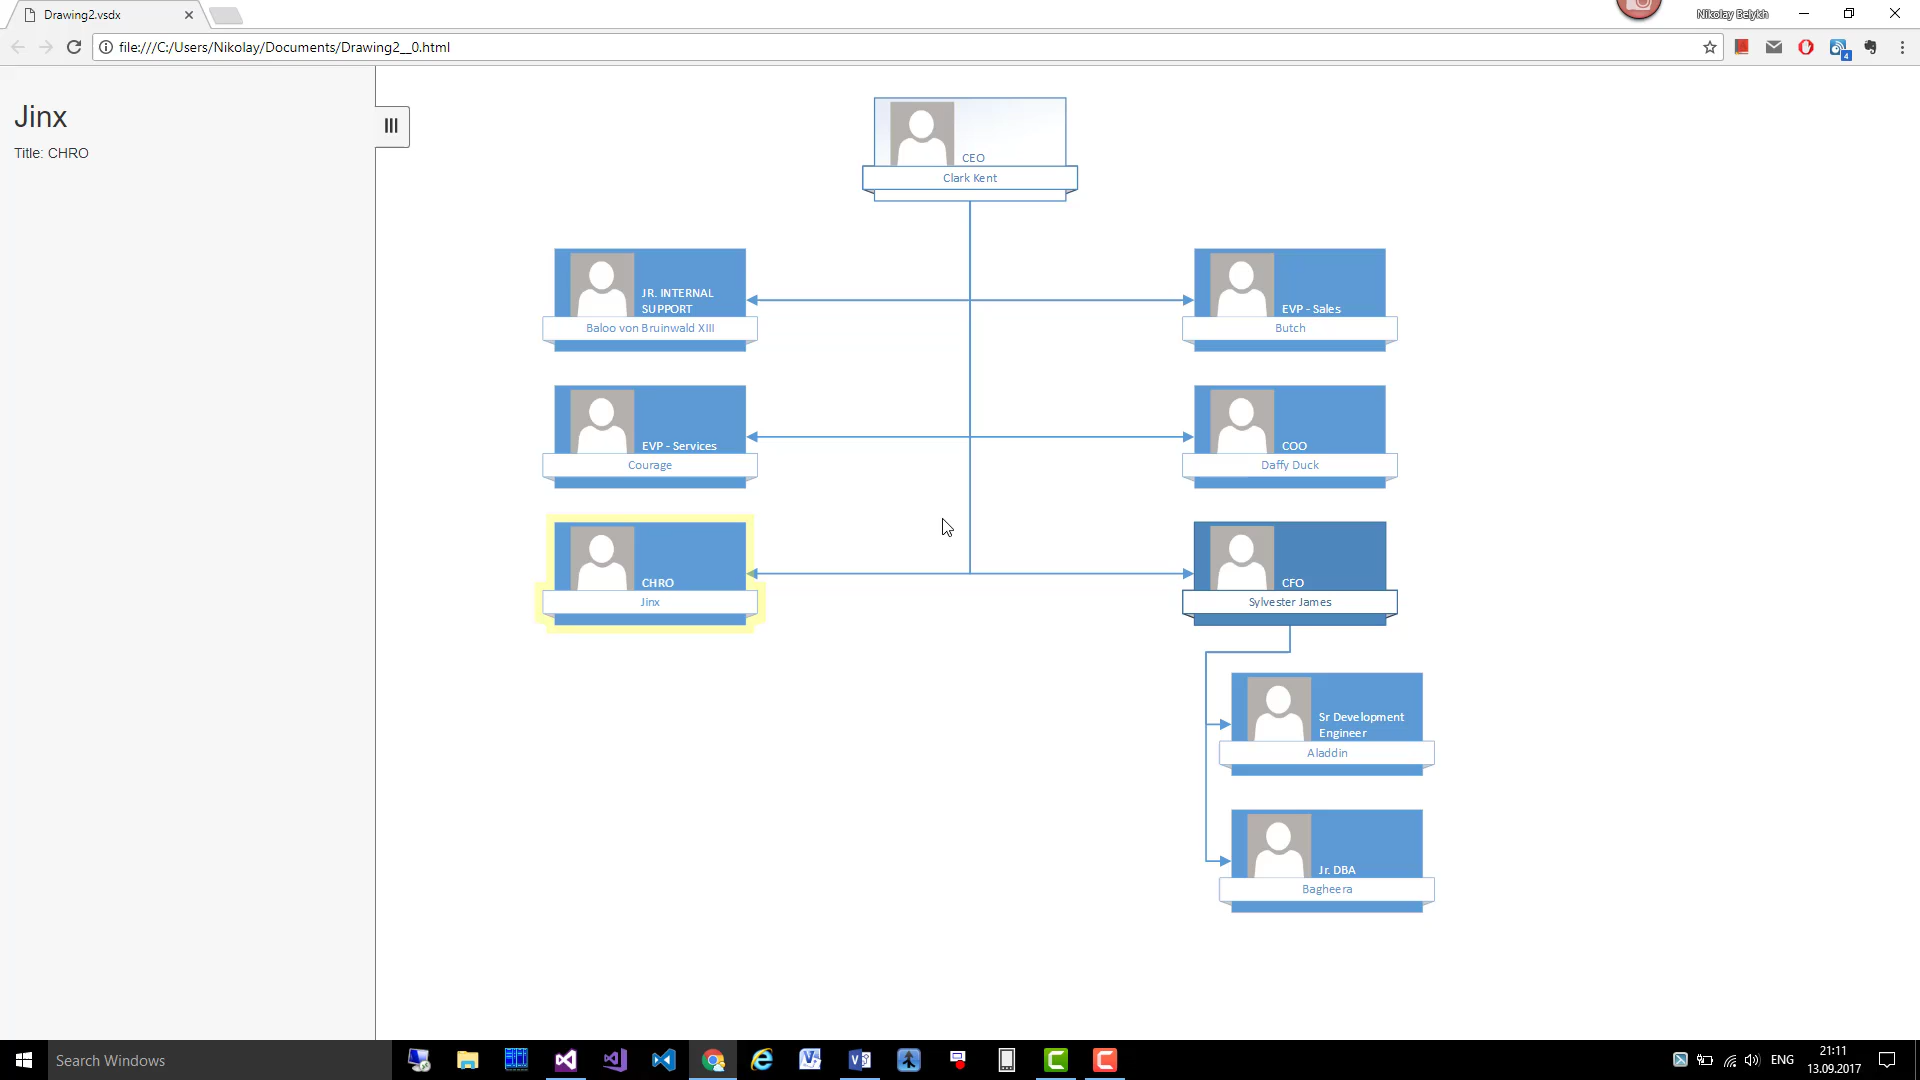 Drawing2.vsdx
Nikolay Belykh
file:///C:/Users/Nikolay/Documents/Drawing2__0.html
4
Jinx
Title: CHRO
CEO
Clark Kent
JR. INTERNAL
SUPPORT
Baloo von Bruinwald XIII
EVP - Sales
Butch
EVP - Services
Courage
COO
Daffy Duck
CHRO
Jinx
CFO
Sylvester James
Sr Development
Engineer
Aladdin
Jr. DBA
Bagheera
Search Windows
ENG
21:11
13.09.2017